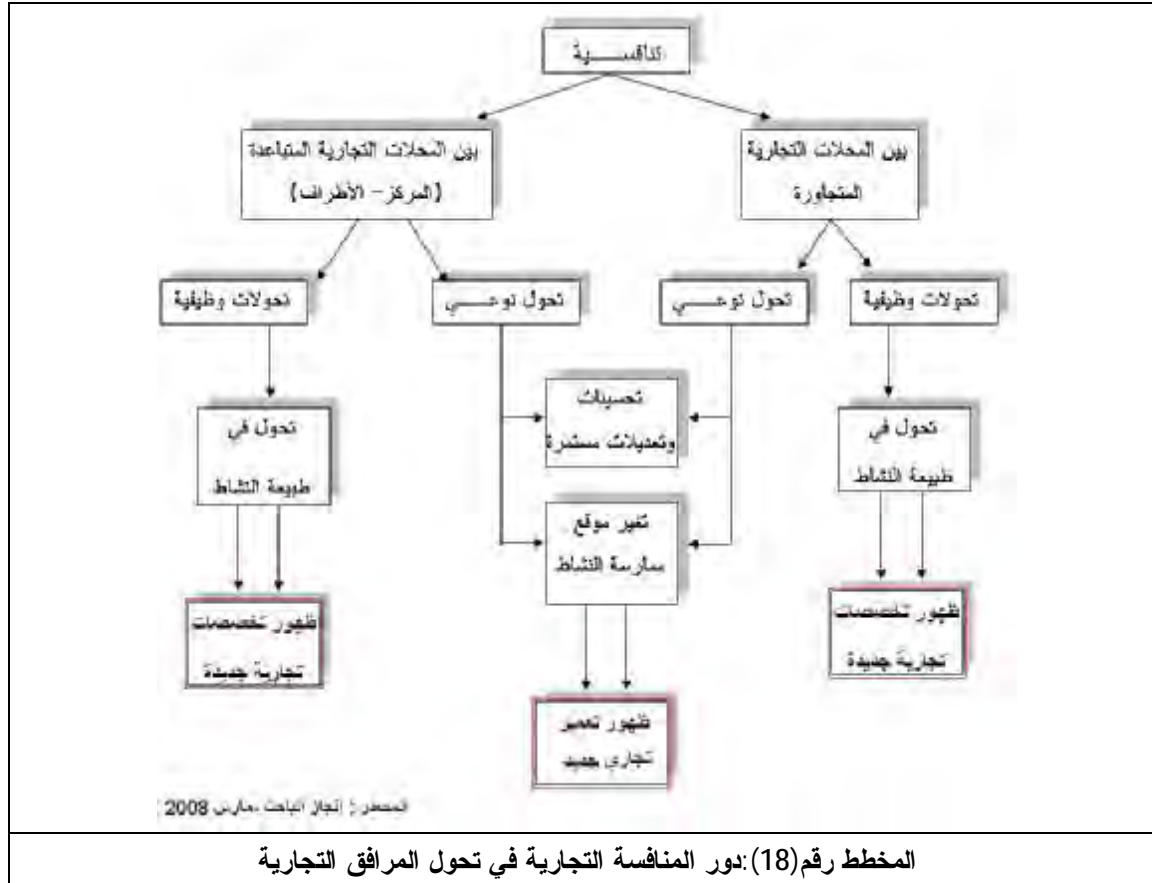 تنافســـــية
بين المحلات التجارية المتجاورة
بين المحلات التجارية المتباعدة
(المركز - الأطراف)
تحولات وظيفية
تحول نوعـــــي
تحول نوعـــــي
تحولات وظيفية
تحول في
طبيعة النشاط
تحسينات
وتعديلات مستمرة
تحول في
طبيعة النشاط
تغير موقع
ممارسة النشاط
ظهور تخصصات
تجارية جديدة
ظهور تخصصات
تجارية جديدة
ظهور تعمير
تجاري جديد
المصدر : إنجاز الباحث ،مارس 2008
المخطط رقم(18):دور المنافسة التجارية في تحول المرافق التجارية